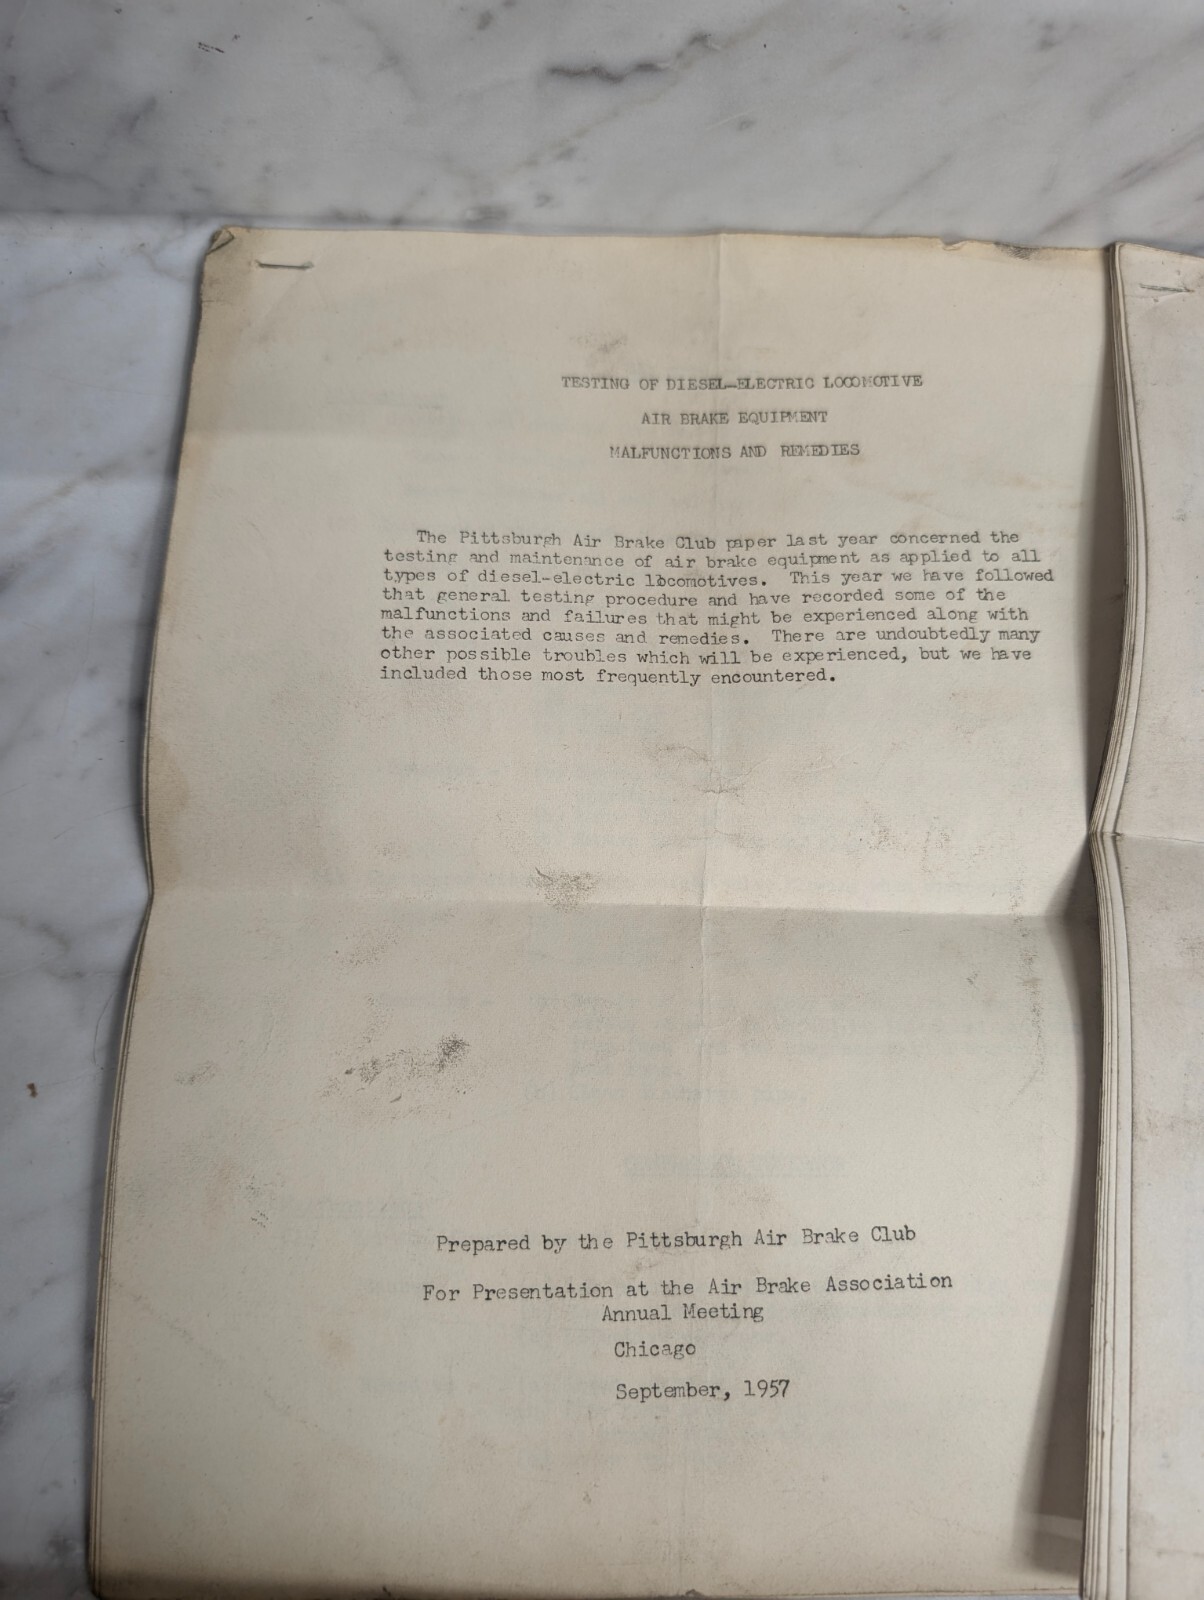 TESTING OF DIESEL-ELECTRIC LOCOMOTIVE
AIR BRAKE EQUIPMENT
MALFUNCTIONS AND REMEDIES
The Pittsburgh Air Brake Club paper last year concerned the
testing and maintenance of air brake equipment as applied to all
types of diesel-electric locomotives. This year we have followed
that general testing procedure and have recorded some of the
malfunctions and failures that might be experienced along with
the associated causes and remedies. There are undoubtedly many
other possible troubles which will be experienced, but we have
included those most frequently encountered.
Prepared by the Pittsburgh Air Brake Club
For Presentation at the Air Brake Association
Annual Meeting
Chicago
September, 1957